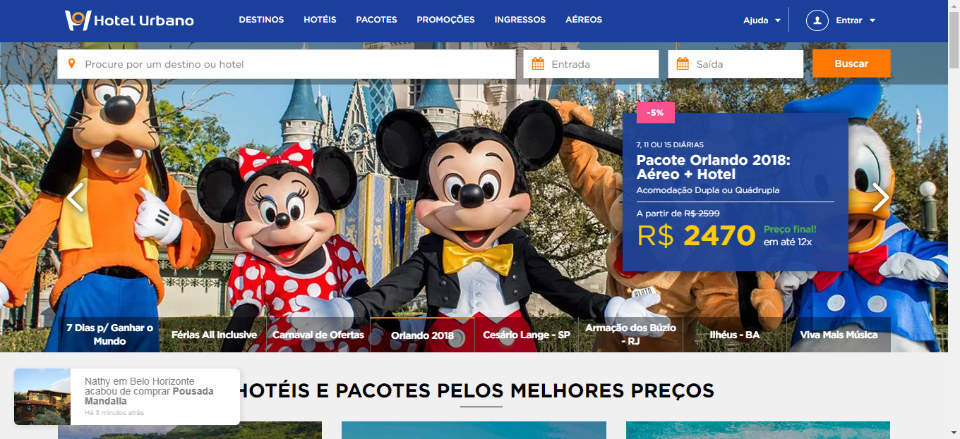 Hotel Urbano
DESTINOS HOTÉIS PACOTES PROMOÇÕES INGRESSOS AÉREOS
Ajuda Entrar
Procure por um destino ou hotel
Entrada
Saída
Buscar
-5%
7, 11 OU 15 DIÁRIAS
Pacote Orlando 2018:
Aéreo + Hotel
Acomodação Dupla ou Quádrupla
A partir de R$ 2599
R$ 2470
Preço final!
em até 12x
7 Dias p/ Ganhar o
Mundo
Férias All Inclusive
Carnaval de Ofertas
Orlando 2018
Cesário Lange - SP
Armação dos Búzio
- RJ
Ilhéus - BA
Viva Mais Música
HOTÉIS E PACOTES PELOS MELHORES PREÇOS
Nathy em Belo Horizonte
acabou de comprar Pousada
Mandalla
Há 8 minutos atrás